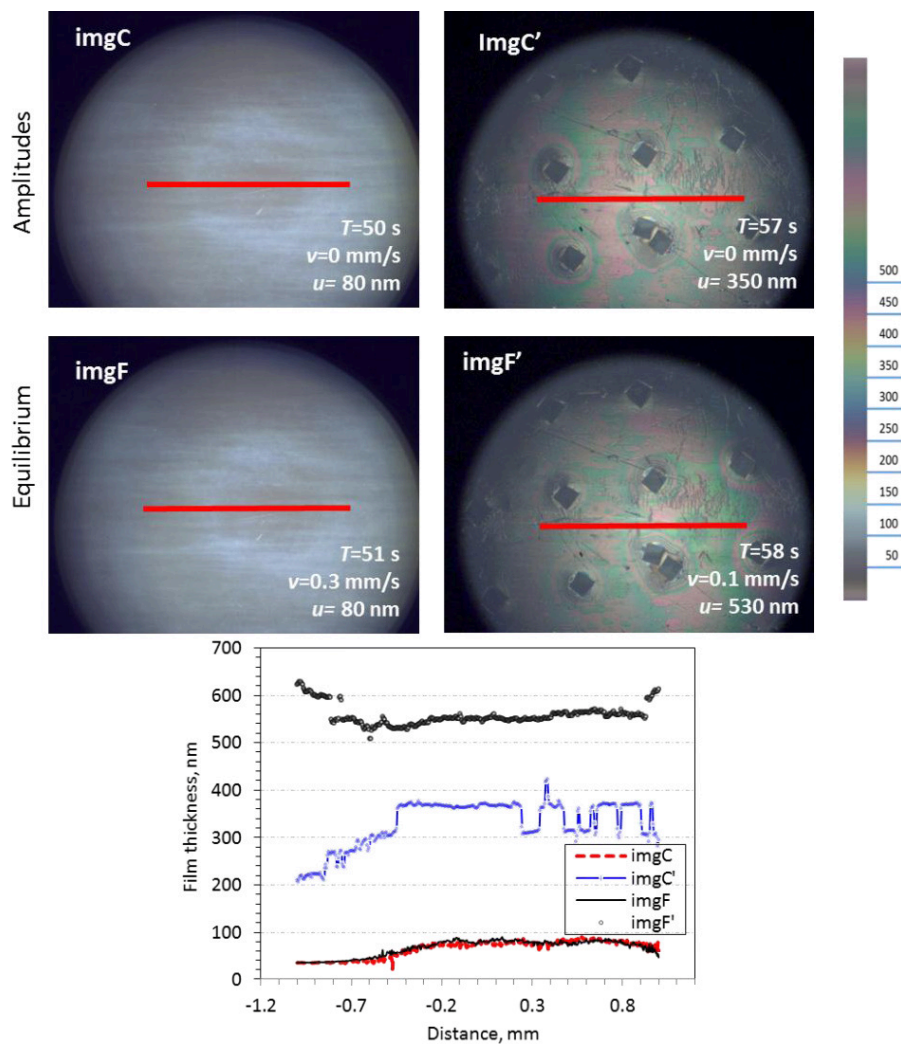 imgC
ImgC’
Amplitudes
T=50 s
v=0 mm/s
u= 80 nm
T=57 s
v=0 mm/s
u= 350 nm
imgF
imgF’
Equilibrium
T=51 s
v=0.3 mm/s
u= 80 nm
T=58 s
v=0.1 mm/s
u= 530 nm
500
450
400
350
300
250
200
150
100
50
700
600
500
400
300
200
100
0
Film thickness, nm
imgC
imgC'
imgF
imgF'
-1.2
-0.7
-0.2
0.3
0.8
Distance, mm